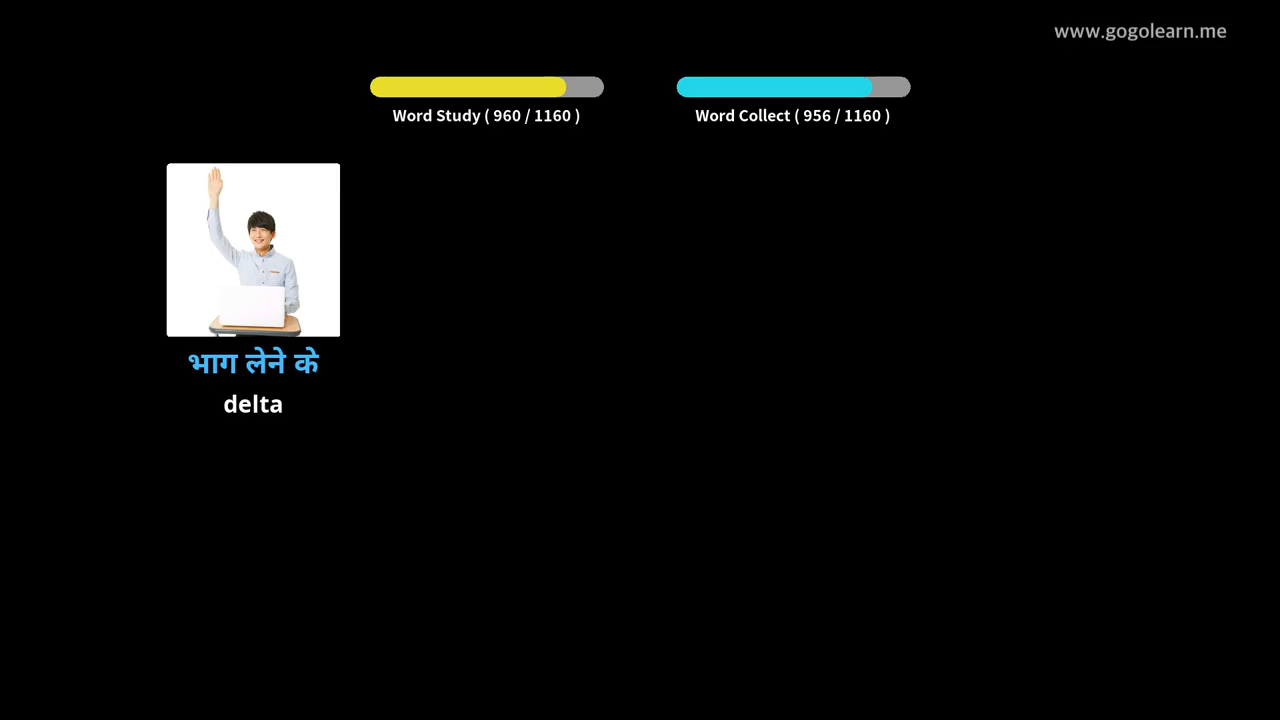 www.gogolearn.me
Word Study ( 960 / 1160 )
Word Collect ( 956 / 1160 )
भाग लेने के
delta